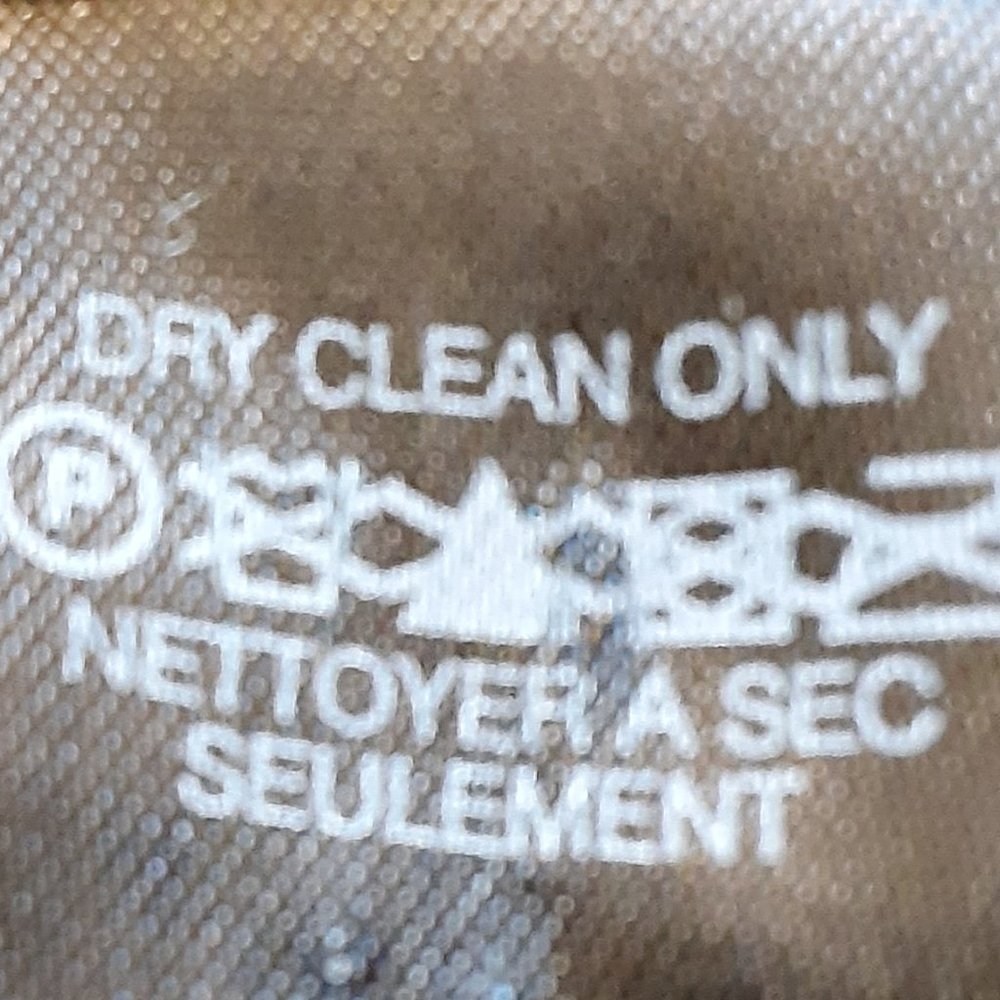 DRY CLEAN ONLY
P
NETTOYER A SEC
SEULEMENT